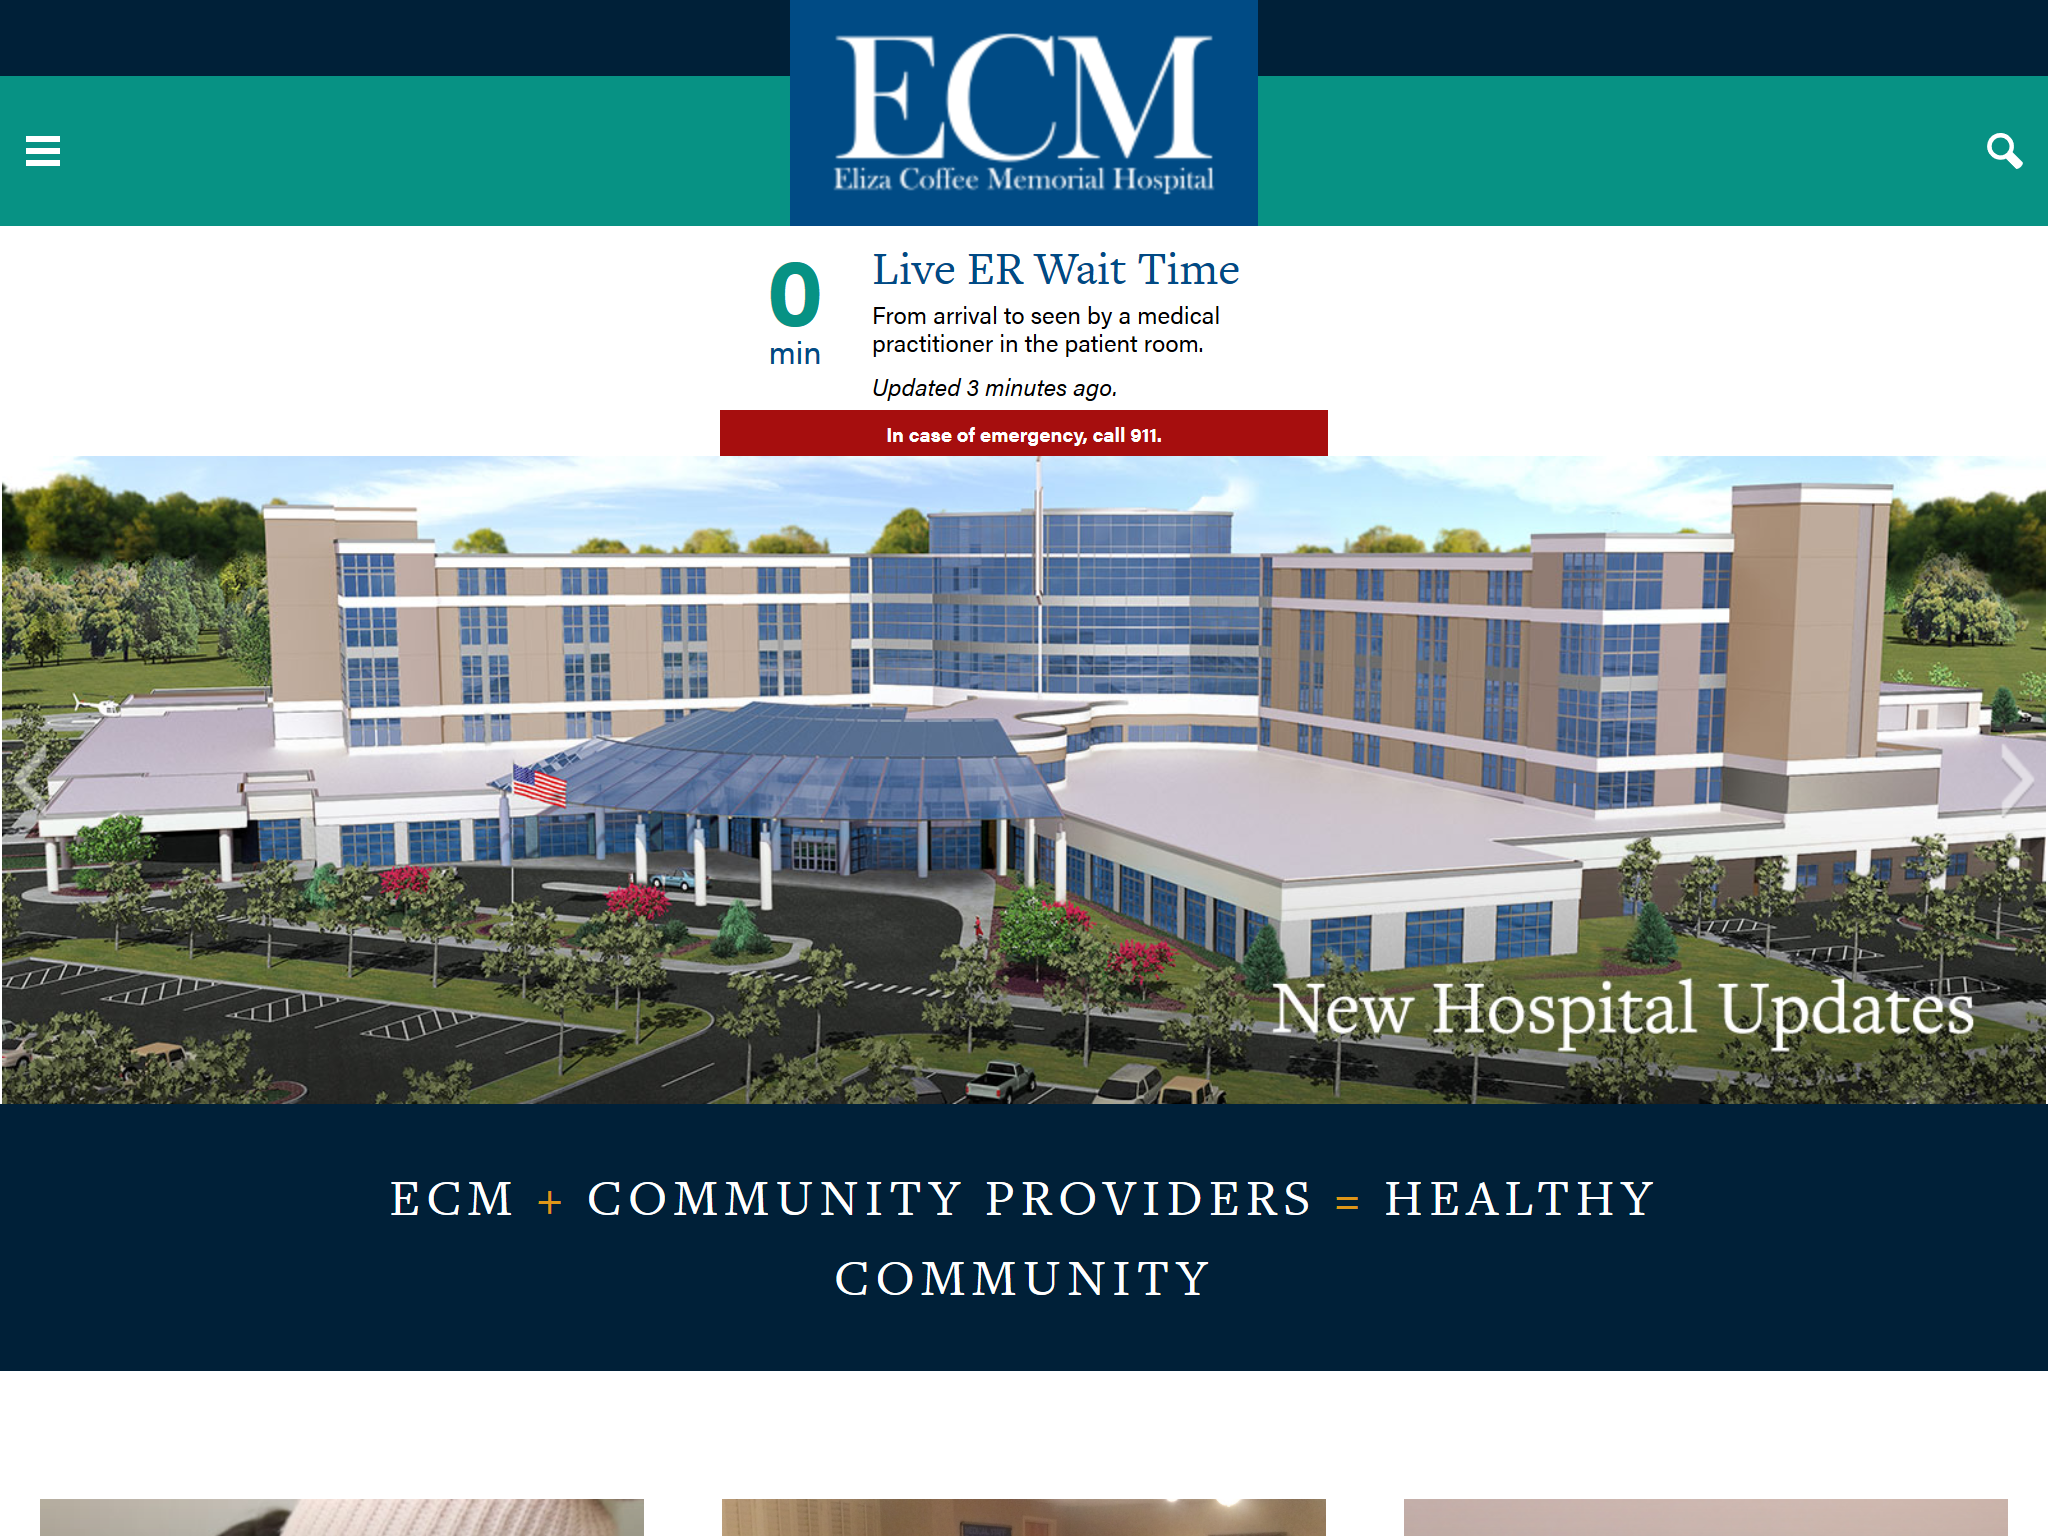 ECM
Eliza Coffee Memorial Hospital
0
min
Live ER Wait Time
From arrival to seen by a medical
practitioner in the patient room.
Updated 3 minutes ago.
In case of emergency, call 911.
New Hospital Updates
ECM + COMMUNITY PROVIDERS = HEALTHY
COMMUNITY